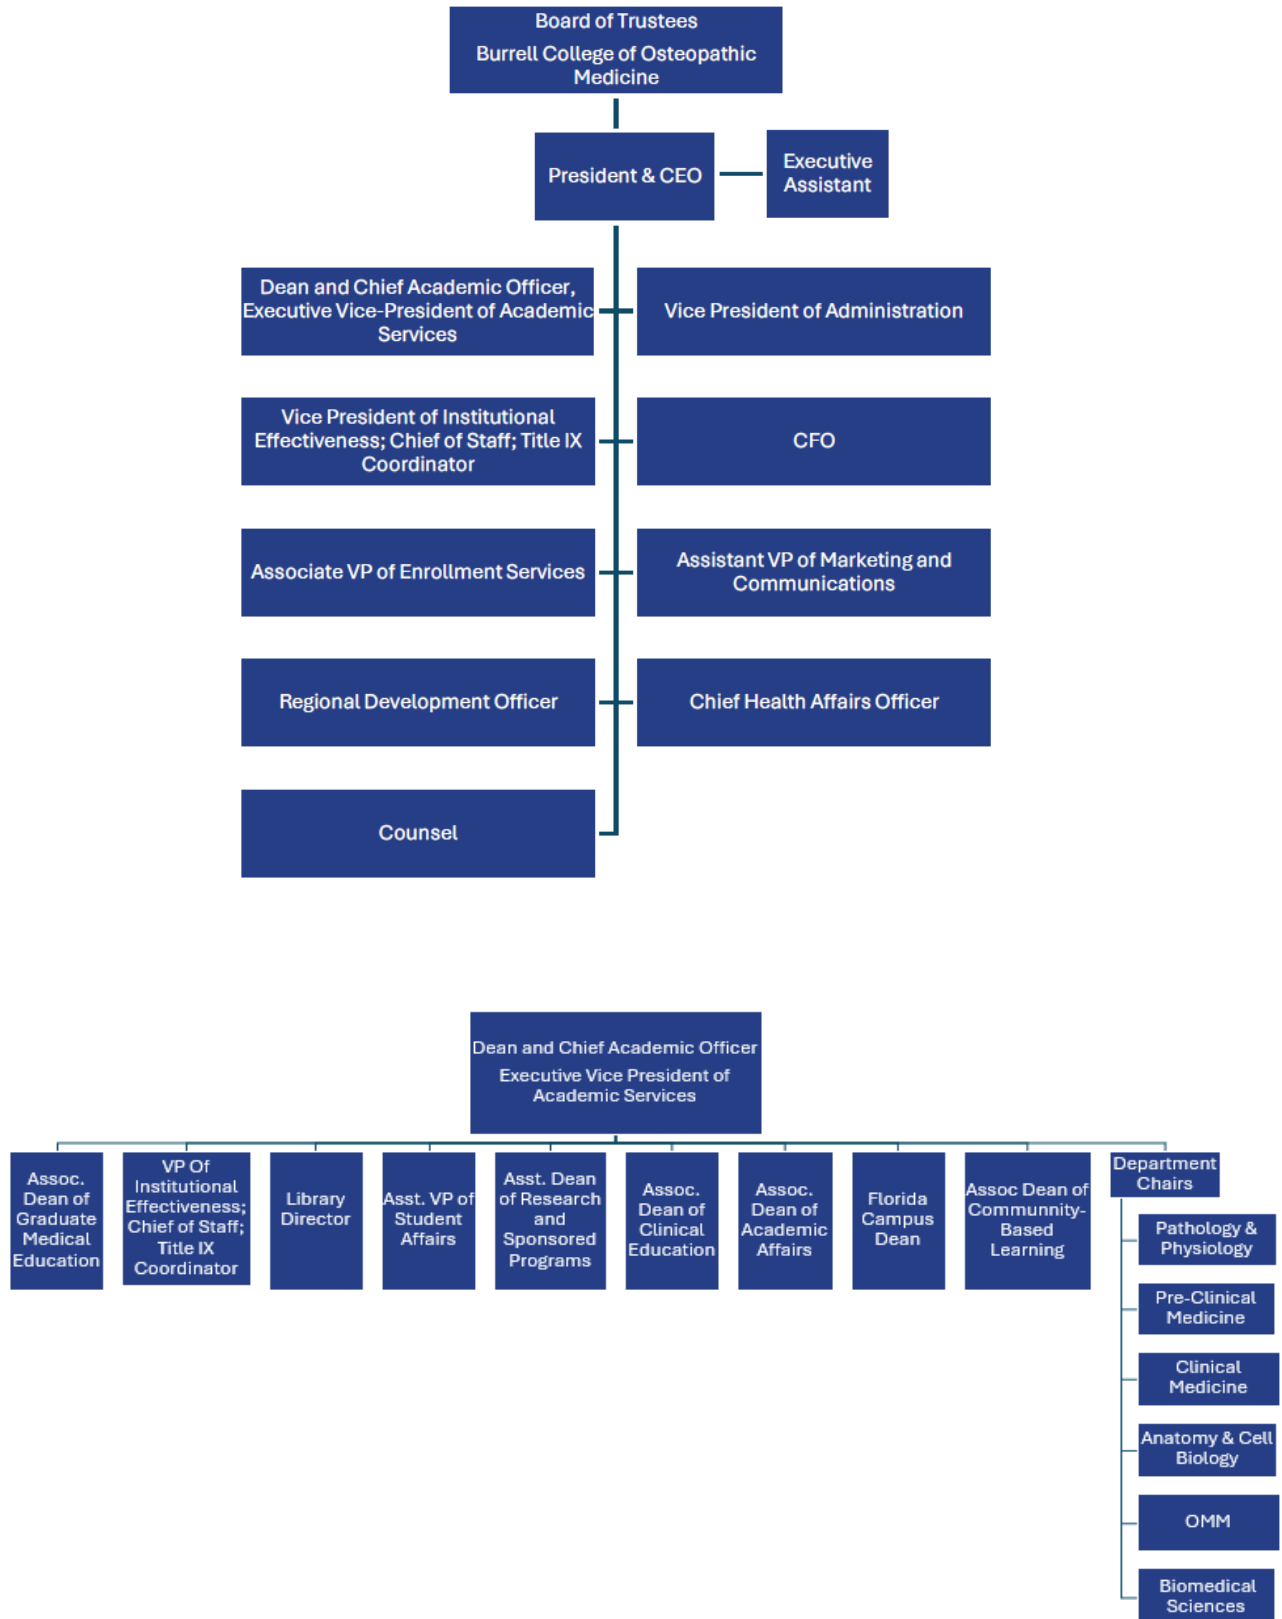 Board of Trustees
Burrell College of Osteopathic
Medicine
President & CEO
Executive
Assistant
Dean and Chief Academic Officer,
Executive Vice-President of Academic
Services
Vice President of Administration
Vice President of Institutional
Effectiveness; Chief of Staff; Title IX
Coordinator
CFO
Associate VP of Enrollment Services
Assistant VP of Marketing and
Communications
Regional Development Officer
Chief Health Affairs Officer
Counsel
Dean and Chief Academic Officer
Executive Vice President of
Academic Services
Assoc.
Dean of
Graduate
Medical
Education
VP Of
Institutional
Effectiveness;
Chief of Staff;
Title IX
Coordinator
Library
Director
Asst. VP of
Student
Affairs
Asst. Dean
of Research
and
Sponsored
Programs
Assoc.
Dean of
Clinical
Education
Assoc.
Dean of
Academic
Affairs
Florida
Campus
Dean
Assoc Dean of
Communnity-
Based
Learning
Department
Chairs
Pathology &
Physiology
Pre-Clinical
Medicine
Clinical
Medicine
Anatomy & Cell
Biology
OMM
Biomedical
Sciences